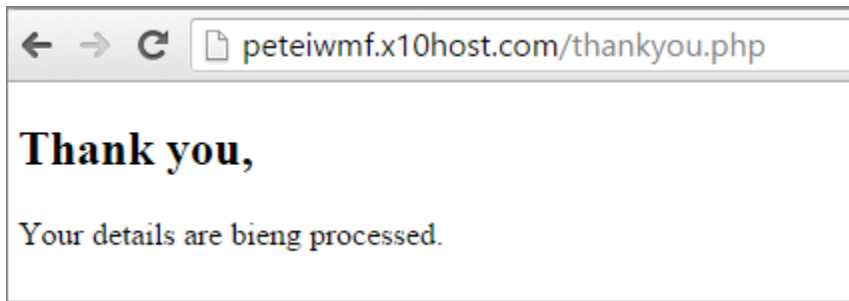 peteiwmf.x10host.com/thankyou.php
Thank you,
Your details are bieng processed.